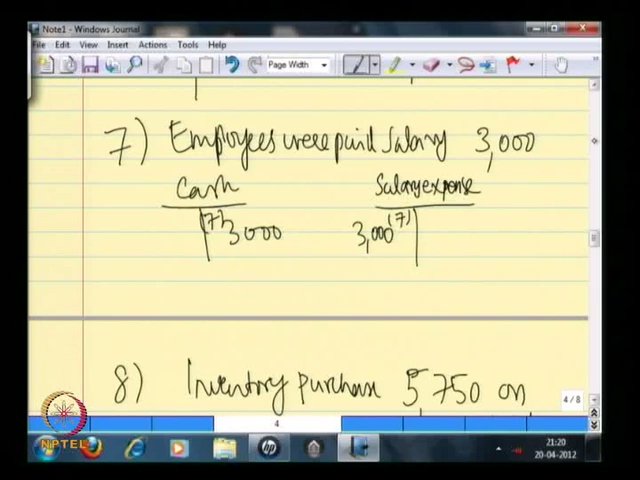 Note1 - Windows Journal
File Edit View Insert Actions Tools Help
Page Width
7) Employees were paid Salary 3,000
Cash Salary expense
(7) 3000 3,000 (7)
8) Inventory purchase 5750 on
4/8
4
NPTEL
21:20
20-04-2012